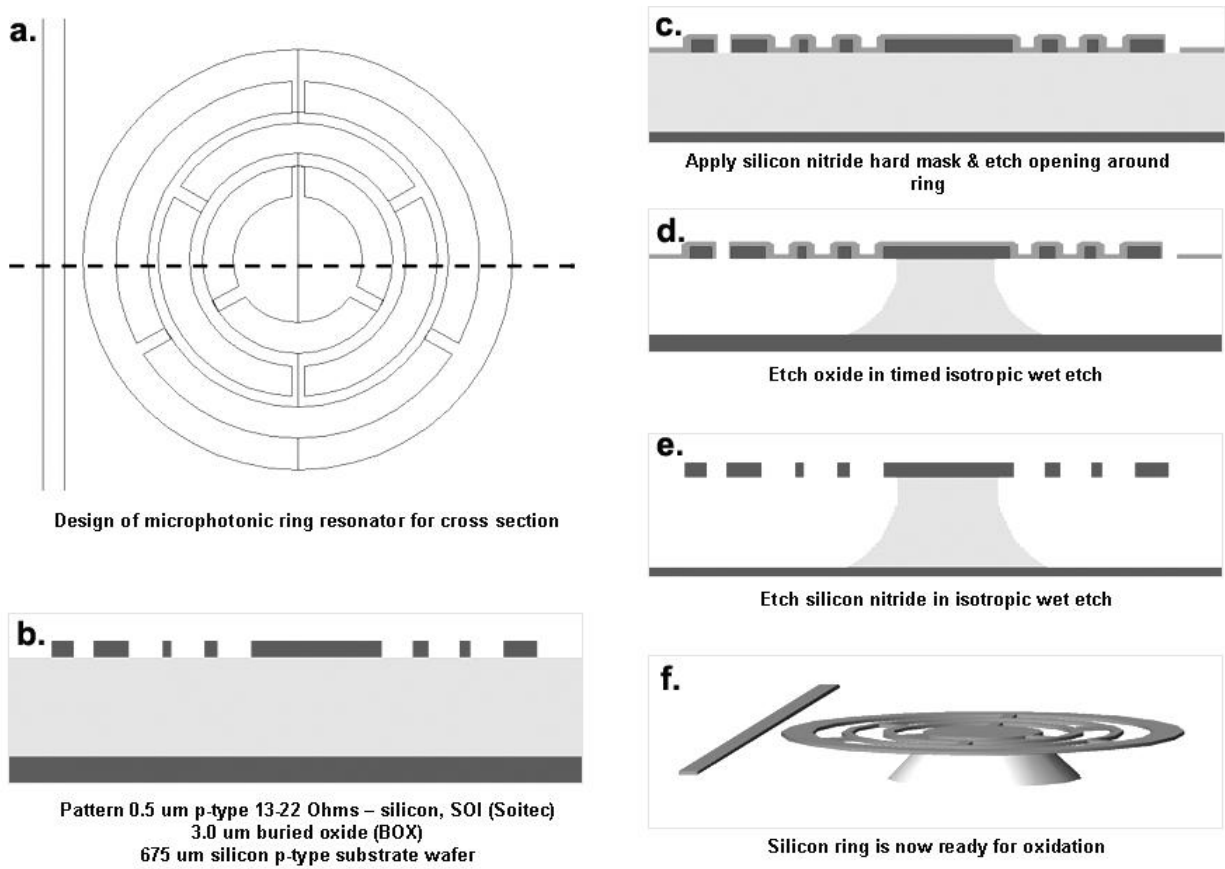 a.
Design of microphotonic ring resonator for cross section
b.
Pattern 0.5 um p-type 13-22 Ohms – silicon, SOI (Soitec)
3.0 um buried oxide (BOX)
675 um silicon p-type substrate wafer
c.
Apply silicon nitride hard mask & etch opening around
ring
d.
Etch oxide in timed isotropic wet etch
e.
Etch silicon nitride in isotropic wet etch
f.
Silicon ring is now ready for oxidation